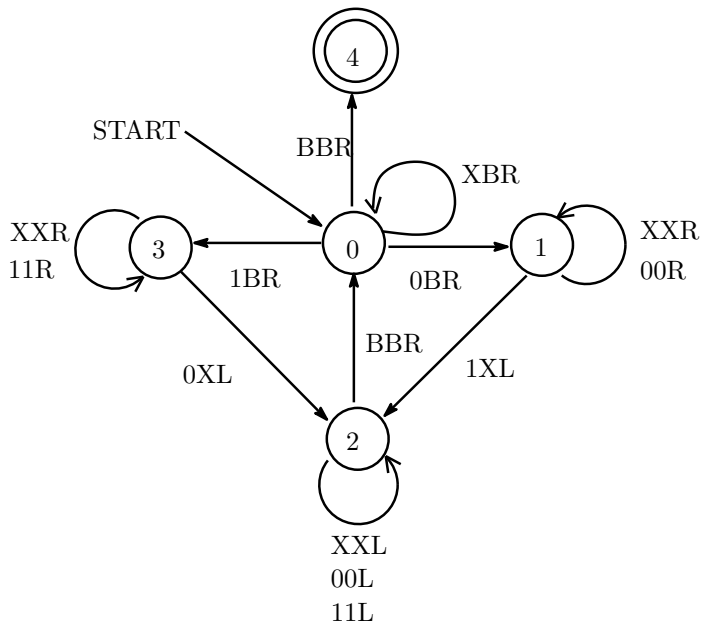 4
START
BBR
XBR
XXR
11R
3
0
1
XXR
00R
1BR
0BR
BBR
0XL
1XL
2
XXL
00L
11L